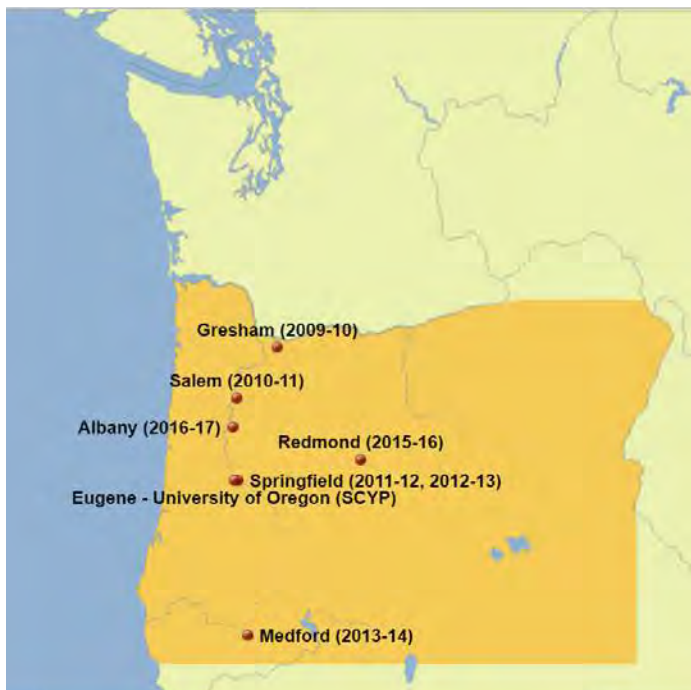 Gresham (2009-10)
Salem (2010-11)
Albany (2016-17)
Redmond (2015-16)
Springfield (2011-12, 2012-13)
Eugene - University of Oregon (SCYP)
Medford (2013-14)